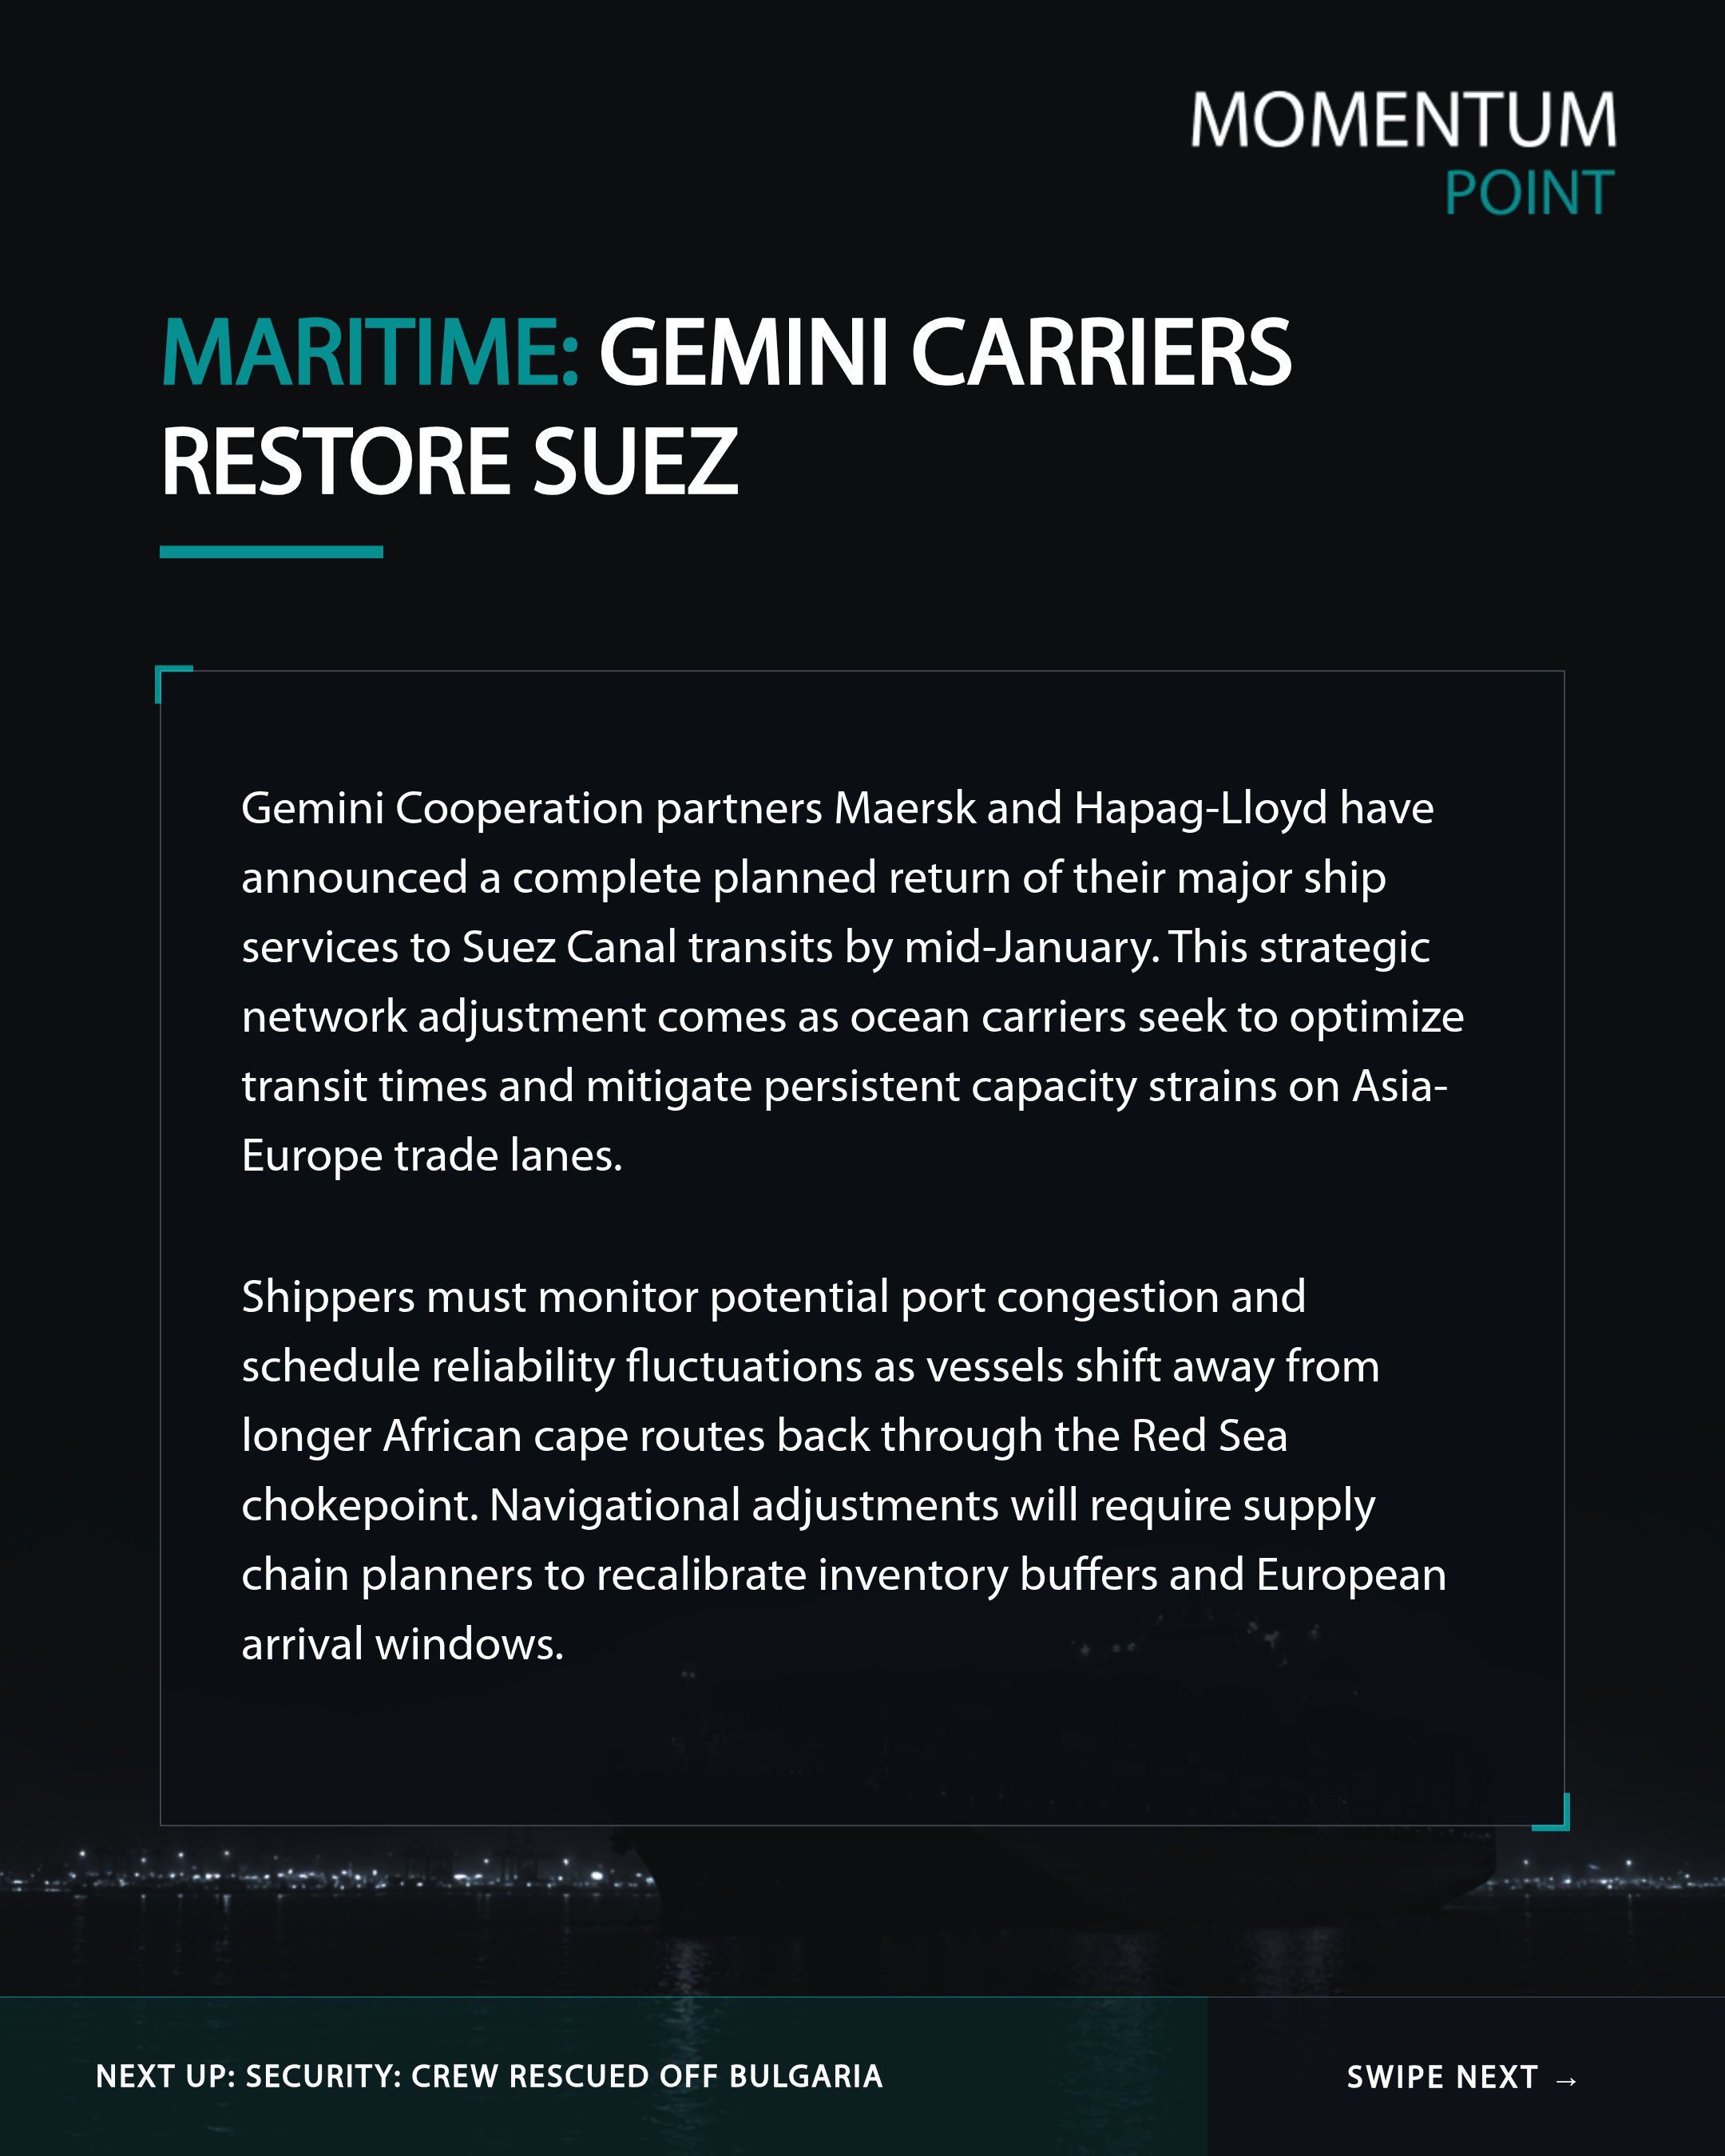 MOMENTUM
POINT
MARITIME: GEMINI CARRIERS
RESTORE SUEZ
Gemini Cooperation partners Maersk and Hapag-Lloyd have
announced a complete planned return of their major ship
services to Suez Canal transits by mid-January. This strategic
network adjustment comes as ocean carriers seek to optimize
transit times and mitigate persistent capacity strains on Asia-
Europe trade lanes.
Shippers must monitor potential port congestion and
schedule reliability fluctuations as vessels shift away from
longer African cape routes back through the Red Sea
chokepoint. Navigational adjustments will require supply
chain planners to recalibrate inventory buffers and European
arrival windows.
NEXT UP: SECURITY: CREW RESCUED OFF BULGARIA
SWIPE NEXT →